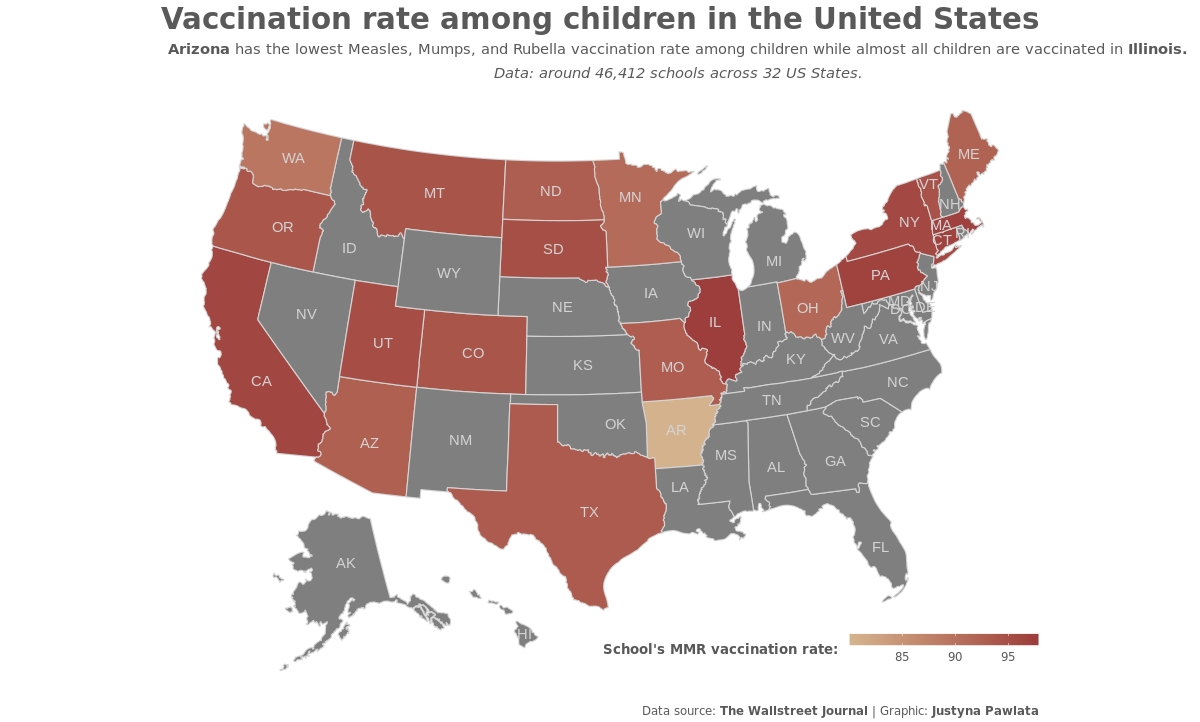 Vaccination rate among children in the United States
Arizona has the lowest Measles, Mumps, and Rubella vaccination rate among children while almost all children are vaccinated in Illinois.
Data: around 46,412 schools across 32 US States.
WA
MT
ND
MN
ME
VT
NH
OR
ID
WY
SD
WI
MI
NY
MA
CT
PA
NJ
NV
UT
CO
NE
IA
IL
IN
OH
MD
DC
DE
WV
VA
CA
KS
MO
KY
NC
AZ
NM
OK
AR
TN
SC
MS
AL
GA
LA
TX
FL
AK
HI
School's MMR vaccination rate:
85 90 95
Data source: The Wallstreet Journal | Graphic: Justyna Pawlata